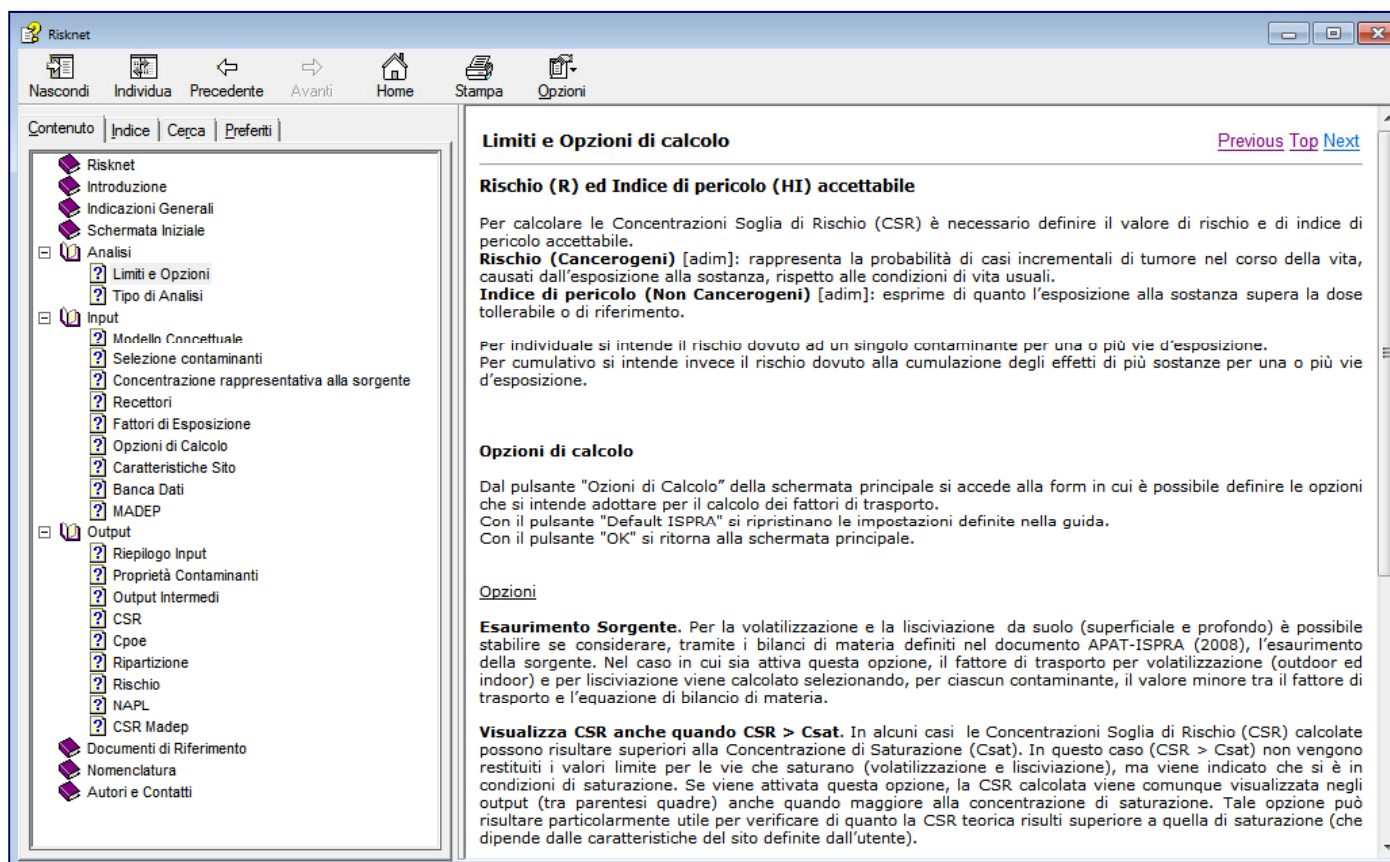 Risknet
Nascondi Individua Precedente Avanti Home Stampa Opzioni
Contenuto Indice Cerca Preferiti
Risknet
Introduzione
Indicazioni Generali
Schermata Iniziale
Analisi
Limiti e Opzioni
Tipo di Analisi
Input
Modello Concettuale
Selezione contaminanti
Concentrazione rappresentativa alla sorgente
Recettori
Fattori di Esposizione
Opzioni di Calcolo
Caratteristiche Sito
Banca Dati
MADEP
Output
Riepilogo Input
Proprietà Contaminanti
Output Intermedi
CSR
Cpoe
Ripartizione
Rischio
NAPL
CSR Madep
Documenti di Riferimento
Nomenclatura
Autori e Contatti
Limiti e Opzioni di calcolo
Previous Top Next
Rischio (R) ed Indice di pericolo (HI) accettabile
Per calcolare le Concentrazioni Soglia di Rischio (CSR) è necessario definire il valore di rischio e di indice di
pericolo accettabile.
Rischio (Cancerogeni) [adim]: rappresenta la probabilità di casi incrementali di tumore nel corso della vita,
causati dall'esposizione alla sostanza, rispetto alle condizioni di vita usuali.
Indice di pericolo (Non Cancerogeni) [adim]: esprime di quanto l'esposizione alla sostanza supera la dose
tollerabile o di riferimento.
Per individuale si intende il rischio dovuto ad un singolo contaminante per una o più vie d'esposizione.
Per cumulativo si intende invece il rischio dovuto alla cumulazione degli effetti di più sostanze per una o più vie
d'esposizione.
Opzioni di calcolo
Dal pulsante "Ozioni di Calcolo" della schermata principale si accede alla form in cui è possibile definire le opzioni
che si intende adottare per il calcolo dei fattori di trasporto.
Con il pulsante "Default ISPRA" si ripristinano le impostazioni definite nella guida.
Con il pulsante "OK" si ritorna alla schermata principale.
Opzioni
Esaurimento Sorgente. Per la volatilizzazione e la lisciviazione da suolo (superficiale e profondo) è possibile
stabilire se considerare, tramite i bilanci di materia definiti nel documento APAT-ISPRA (2008), l'esaurimento
della sorgente. Nel caso in cui sia attiva questa opzione, il fattore di trasporto per volatilizzazione (outdoor ed
indoor) e per lisciviazione viene calcolato selezionando, per ciascun contaminante, il valore minore tra il fattore di
trasporto e l'equazione di bilancio di materia.
Visualizza CSR anche quando CSR > Csat. In alcuni casi le Concentrazioni Soglia di Rischio (CSR) calcolate
possono risultare superiori alla Concentrazione di Saturazione (Csat). In questo caso (CSR > Csat) non vengono
restituiti i valori limite per le vie che saturano (volatilizzazione e lisciviazione), ma viene indicato che si è in
condizioni di saturazione. Se viene attivata questa opzione, la CSR calcolata viene comunque visualizzata negli
output (tra parentesi quadre) anche quando maggiore alla concentrazione di saturazione. Tale opzione può
risultare particolarmente utile per verificare di quanto la CSR teorica risulti superiore a quella di saturazione (che
dipende dalle caratteristiche del sito definite dall'utente).